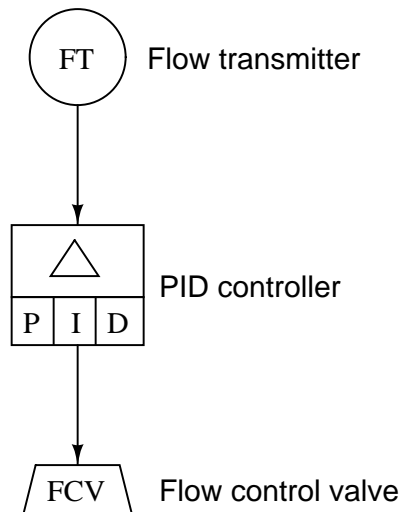 FT Flow transmitter
PID controller
P I D
FCV Flow control valve